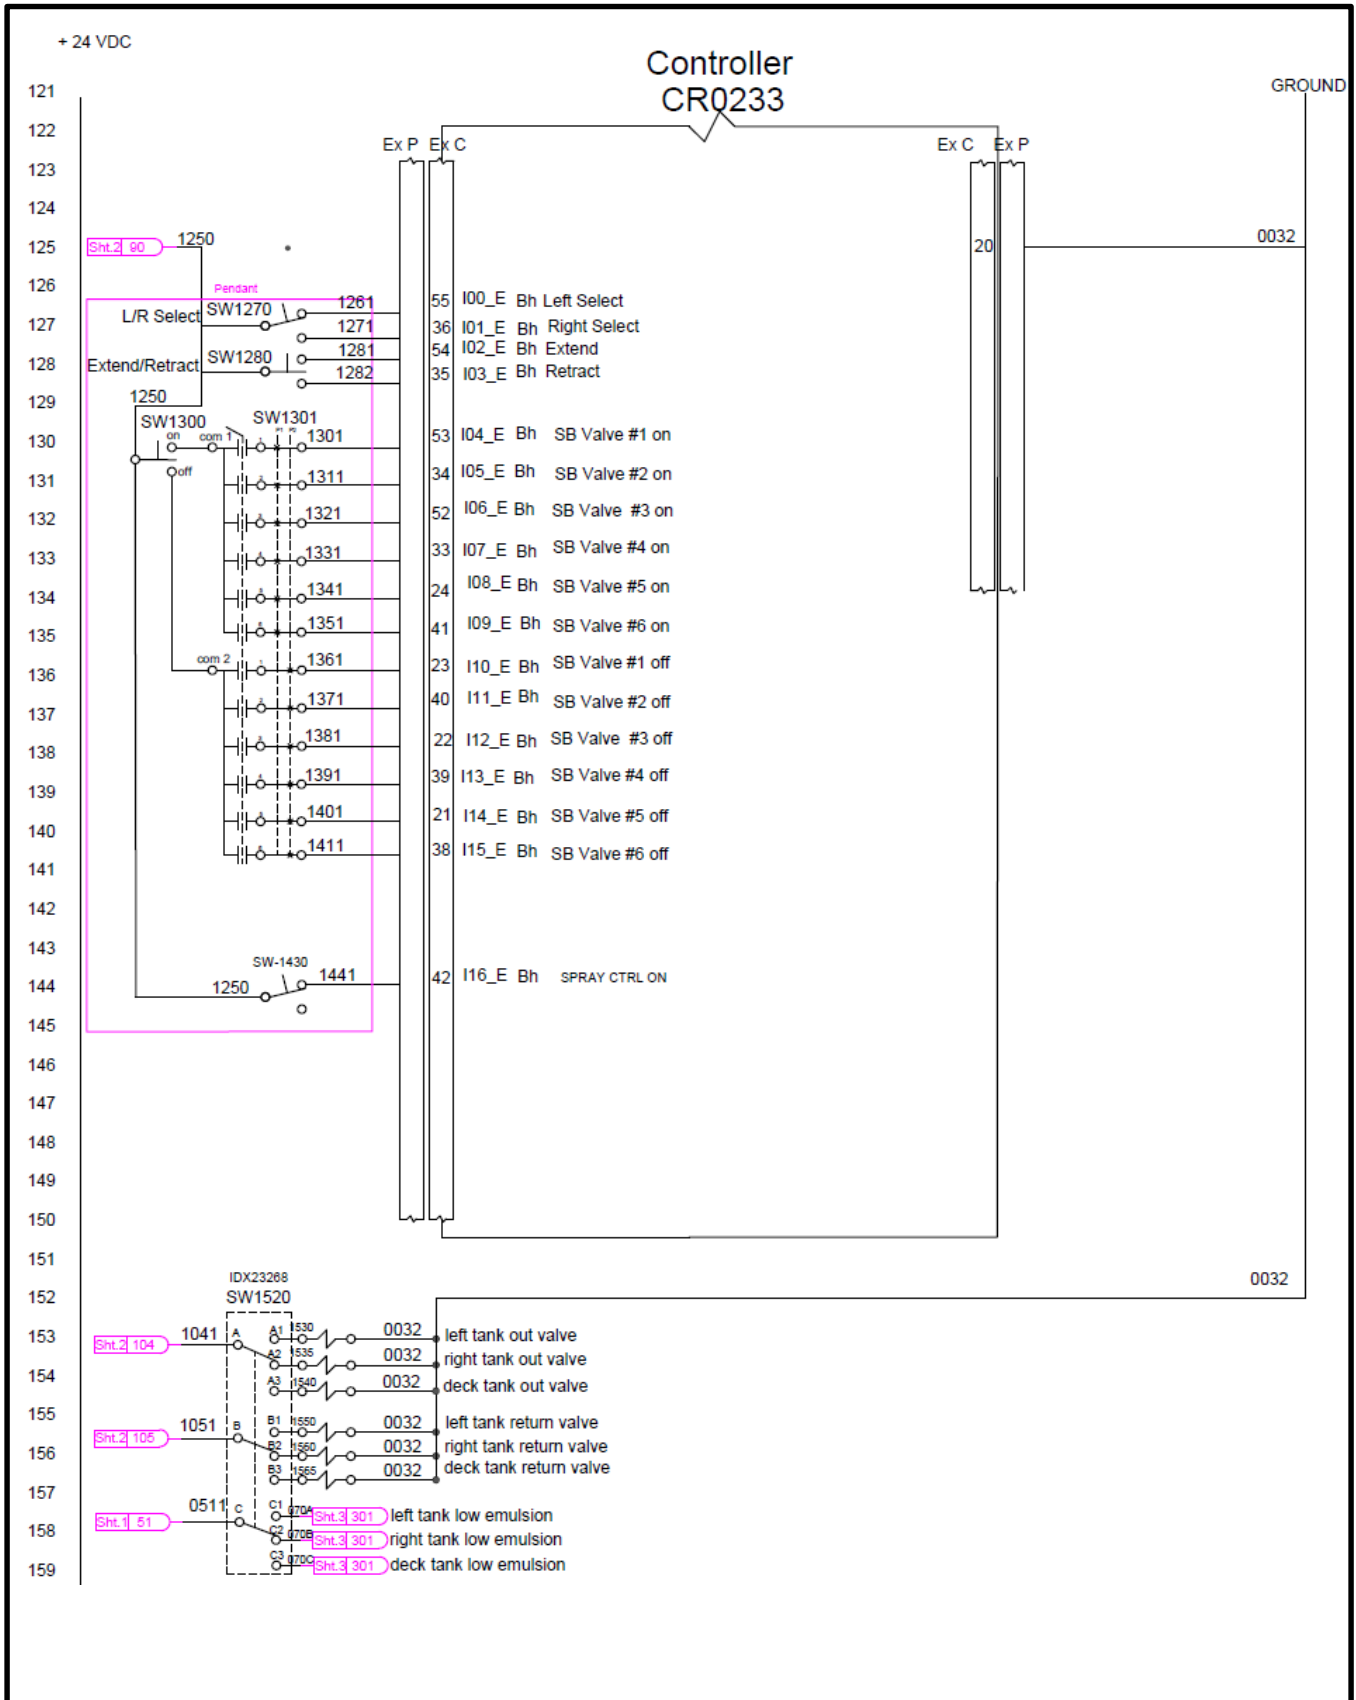 + 24 VDC
Controller
CR0233
GROUND
121
122
Ex P Ex C Ex C Ex P
123
124
125 Sht.2 90 1250 20 0032
126 Pendant
L/R Select SW1270 1261 55 I00_E Bh Left Select
127 1271 36 I01_E Bh Right Select
128 Extend/Retract SW1280 1281 54 I02_E Bh Extend
1282 35 I03_E Bh Retract
129 1250
SW1300 SW1301
130 on com 1 1 P1 P2 1301 53 I04_E Bh SB Valve #1 on
off
131 1311 34 I05_E Bh SB Valve #2 on
132 1321 52 I06_E Bh SB Valve #3 on
133 1331 33 I07_E Bh SB Valve #4 on
134 1341 24 I08_E Bh SB Valve #5 on
135 1351 41 I09_E Bh SB Valve #6 on
136 com 2 1 1361 23 I10_E Bh SB Valve #1 off
137 1371 40 I11_E Bh SB Valve #2 off
138 1381 22 I12_E Bh SB Valve #3 off
139 1391 39 I13_E Bh SB Valve #4 off
140 1401 21 I14_E Bh SB Valve #5 off
141 1411 38 I15_E Bh SB Valve #6 off
142
143
SW-1430
144 1250 1441 42 I16_E Bh SPRAY CTRL ON
145
146
147
148
149
150
151
IDX23268
152 SW1520 0032
153 Sht.2 104 1041 A A1 1530 0032 left tank out valve
A2 1535 0032 right tank out valve
154 A3 1540 0032 deck tank out valve
155 Sht.2 105 1051 B B1 1550 0032 left tank return valve
156 B2 1560 0032 right tank return valve
B3 1565 0032 deck tank return valve
157
Sht.1 51 0511 C C1 070A Sht.3 301 left tank low emulsion
158 C2 070B Sht.3 301 right tank low emulsion
159 C3 070C Sht.3 301 deck tank low emulsion